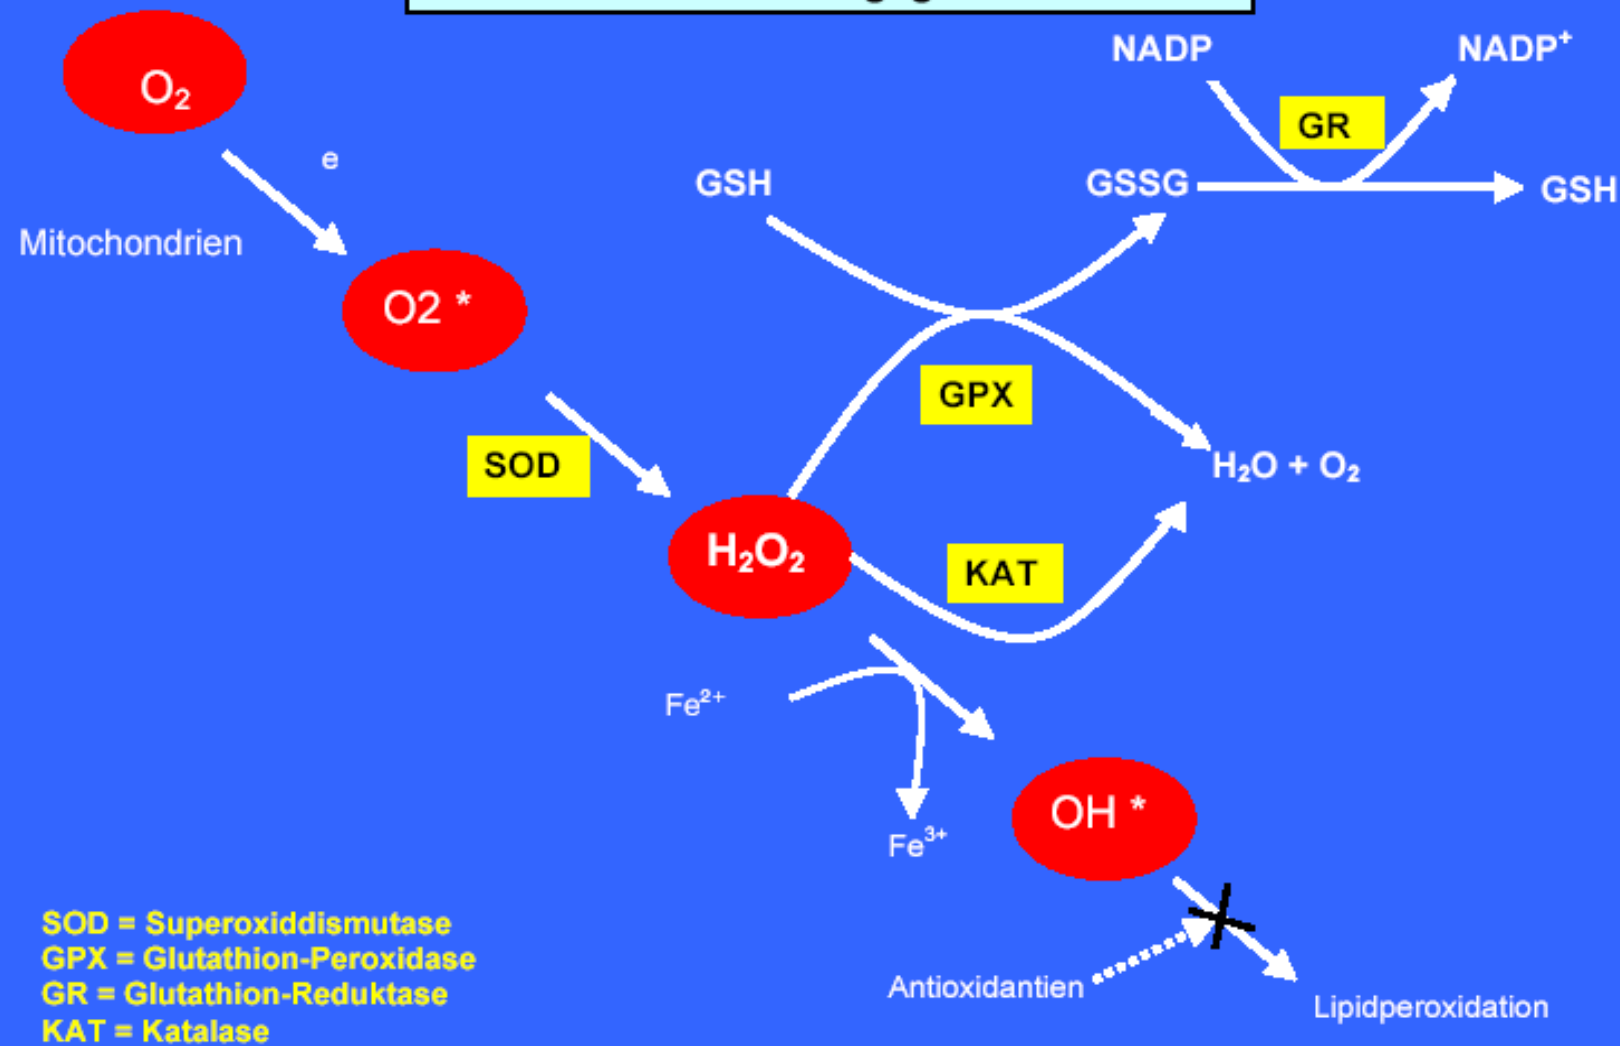 O₂
e
Mitochondrien
O2 *
SOD
H₂O₂
GSH
GSSG
GSH
NADP
NADP⁺
GR
GPX
H₂O + O₂
KAT
Fe²⁺
Fe³⁺
OH *
Antioxidantien
Lipidperoxidation
SOD = Superoxiddismutase
GPX = Glutathion-Peroxidase
GR = Glutathion-Reduktase
KAT = Katalase